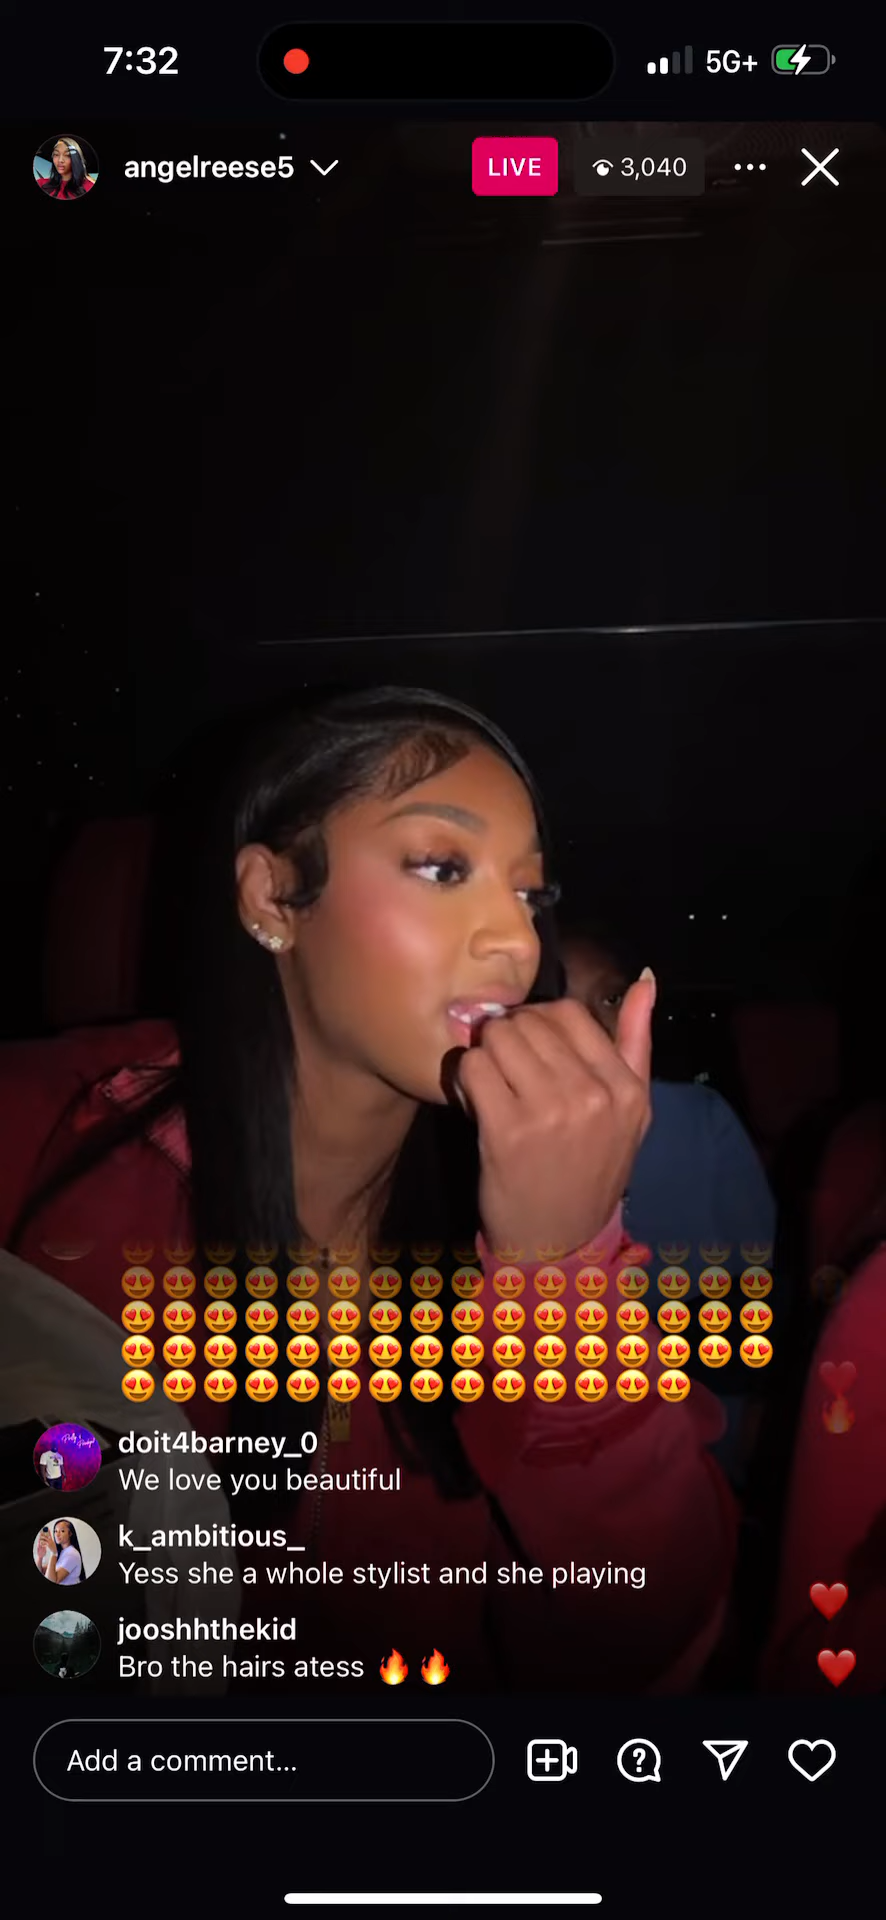 7:32
5G+
angelreese5
LIVE
3,040
😍😍😍😍😍😍😍😍😍😍😍😍😍😍😍😍
😍😍😍😍😍😍😍😍😍😍😍😍😍😍😍😍
😍😍😍😍😍😍😍😍😍😍😍😍😍😍😍😍
😍😍😍😍😍😍😍😍😍😍😍😍😍😍😍😍
😍😍😍😍😍😍😍😍😍😍😍😍😍😍
doit4barney_0
We love you beautiful
k_ambitious_
Yess she a whole stylist and she playing
jooshhthekid
Bro the hairs atess 🔥🔥
Add a comment...